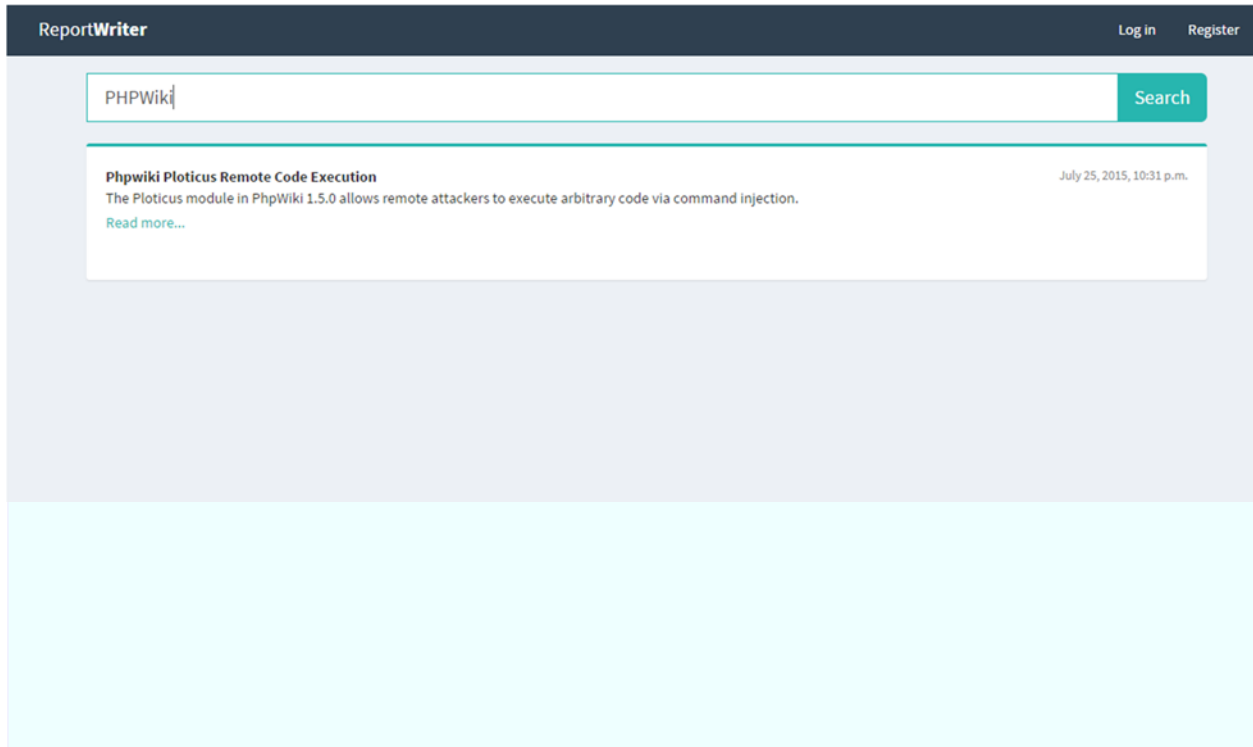 ReportWriter Log in Register
PHPWiki Search
Phpwiki Ploticus Remote Code Execution July 25, 2015, 10:31 p.m.
The Ploticus module in PhpWiki 1.5.0 allows remote attackers to execute arbitrary code via command injection.
Read more...